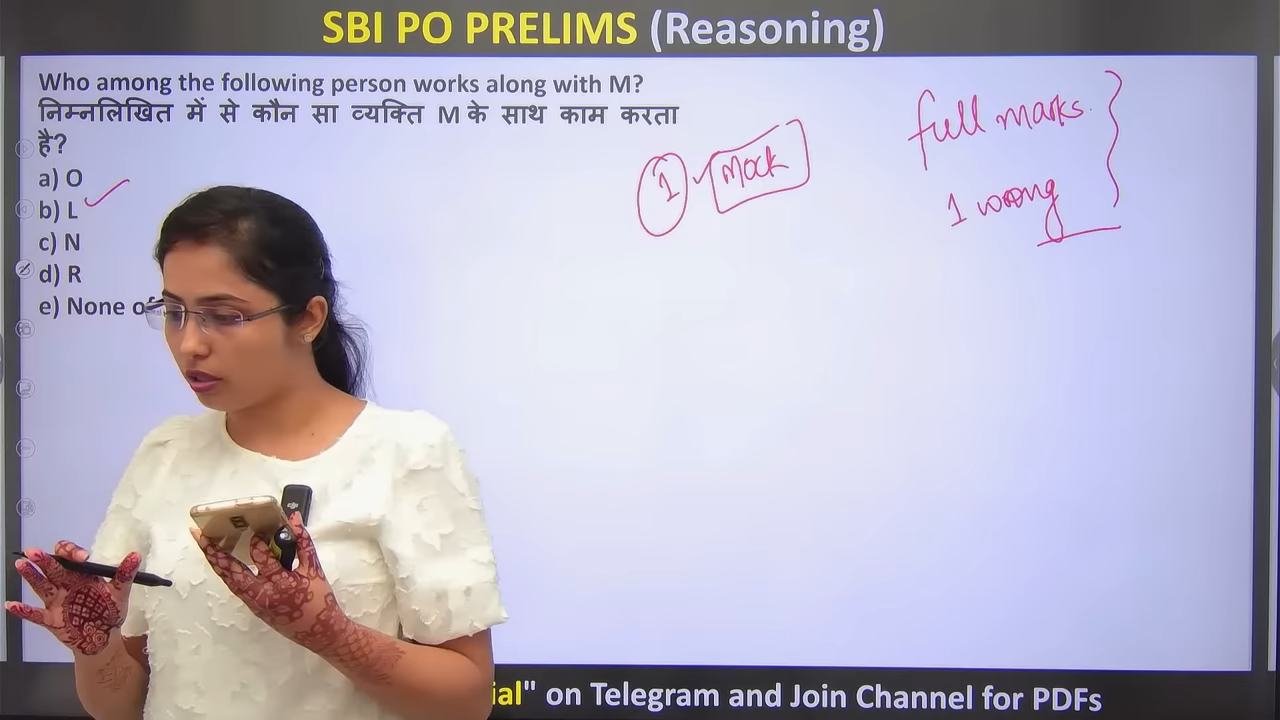 SBI PO PRELIMS (Reasoning)
Who among the following person works along with M?
निम्नलिखित में से कौन सा व्यक्ति M के साथ काम करता
है?
a) O
b) L
c) N
d) R
e) None of
1 Mock
full marks.
1 wrong
ial" on Telegram and Join Channel for PDFs